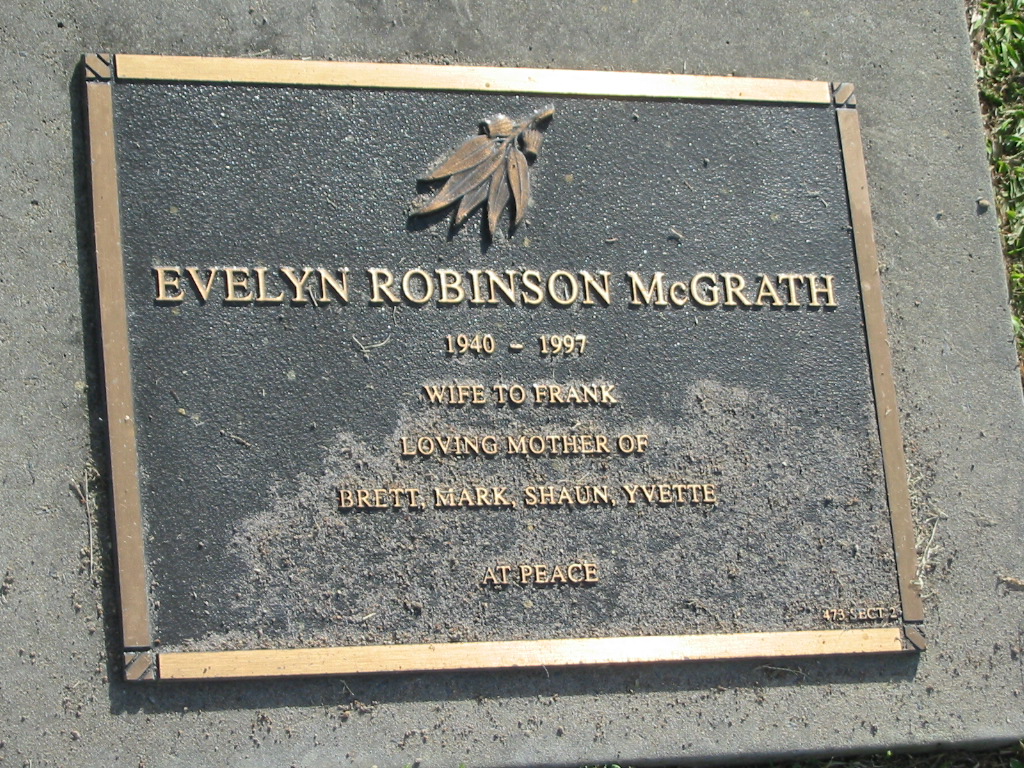 EVELYN ROBINSON McGRATH
1940 - 1997
WIFE TO FRANK
LOVING MOTHER OF
BRETT, MARK, SHAUN, YVETTE
AT PEACE
473 SECT 2